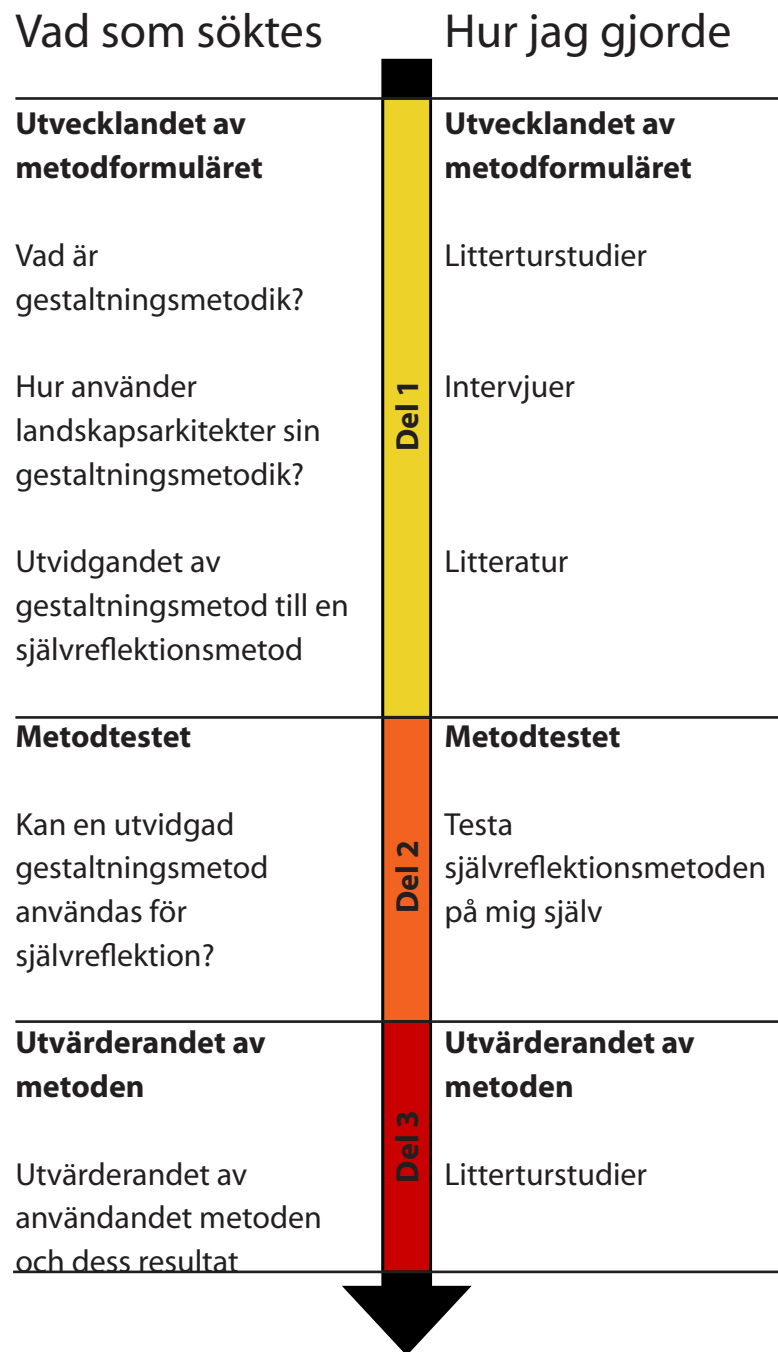 Vad som söktes
Hur jag gjorde
Utvecklandet av
metodformuläret
Utvecklandet av
metodformuläret
Vad är
gestaltningsmetodik?
Litterturstudier
Hur använder
landskapsarkitekter sin
gestaltningsmetodik?
Del 1
Intervjuer
Utvidgandet av
gestaltningsmetod till en
självreflektionsmetod
Litteratur
Metodtestet
Metodtestet
Kan en utvidgad
gestaltningsmetod
användas för
självreflektion?
Del 2
Testa
självreflektionsmetoden
på mig själv
Utvärderandet av
metoden
Utvärderandet av
metoden
Del 3
Utvärderandet av
användandet metoden
och dess resultat
Litterturstudier